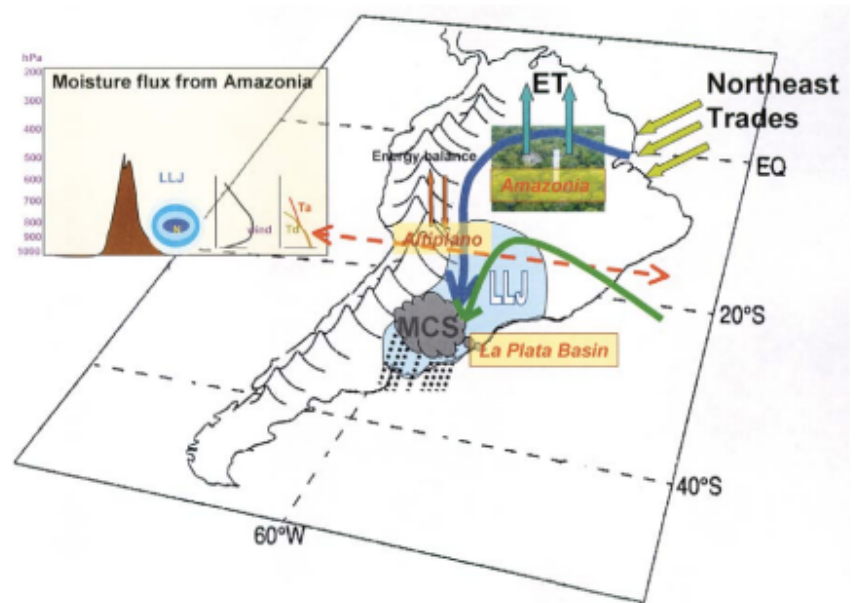 hPa
200
300
400
500
600
700
800
900
1000
Moisture flux from Amazonia
LLJ
N
wind
Ta
Td
ET
Northeast
Trades
Energy balance
Amazonia
EQ
Altiplano
LLJ
MCS
La Plata Basin
20°S
40°S
60°W